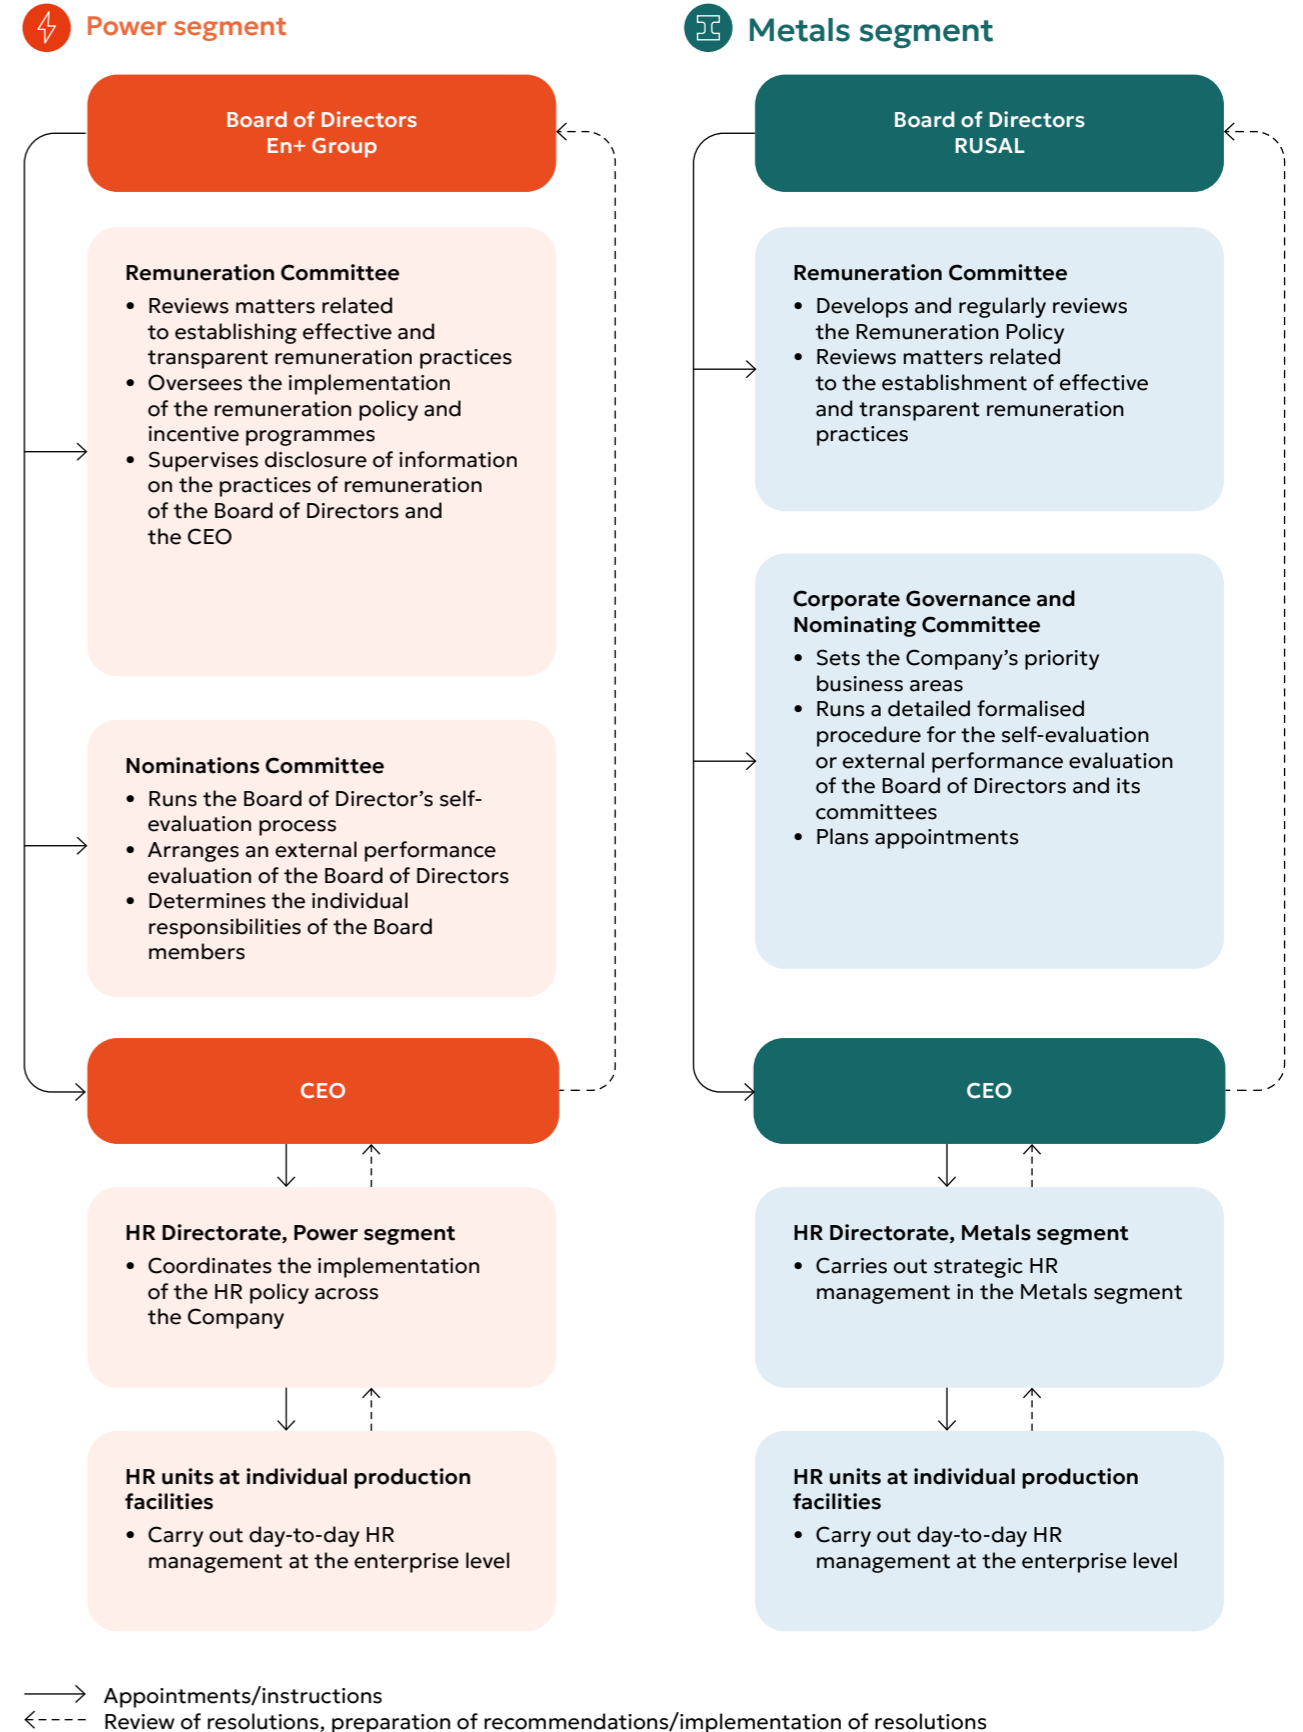 Power segment
Board of Directors
En+ Group
Remuneration Committee
• Reviews matters related
to establishing effective and
transparent remuneration practices
• Oversees the implementation
of the remuneration policy and
incentive programmes
• Supervises disclosure of information
on the practices of remuneration
of the Board of Directors and
the CEO
Nominations Committee
• Runs the Board of Director’s self-
evaluation process
• Arranges an external performance
evaluation of the Board of Directors
• Determines the individual
responsibilities of the Board
members
CEO
HR Directorate, Power segment
• Coordinates the implementation
of the HR policy across
the Company
HR units at individual production
facilities
• Carry out day-to-day HR
management at the enterprise level
Metals segment
Board of Directors
RUSAL
Remuneration Committee
• Develops and regularly reviews
the Remuneration Policy
• Reviews matters related
to the establishment of effective
and transparent remuneration
practices
Corporate Governance and
Nominating Committee
• Sets the Company’s priority
business areas
• Runs a detailed formalised
procedure for the self-evaluation
or external performance evaluation
of the Board of Directors and its
committees
• Plans appointments
CEO
HR Directorate, Metals segment
• Carries out strategic HR
management in the Metals segment
HR units at individual production
facilities
• Carry out day-to-day HR
management at the enterprise level
Appointments/instructions
Review of resolutions, preparation of recommendations/implementation of resolutions